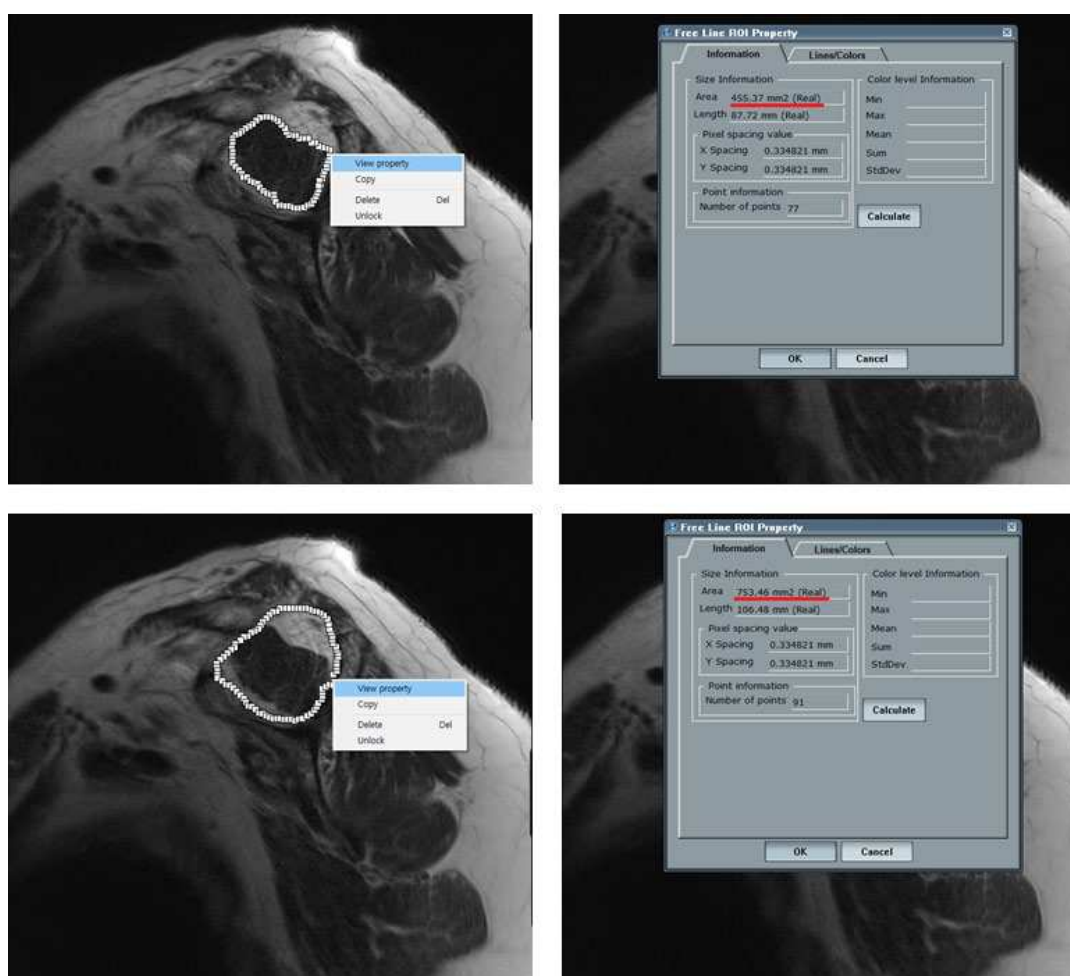 View property
Copy
Delete Del
Unlock
Free Line ROI Property
Information Lines/Colors
Size Information
Area 455.37 mm2 (Real)
Length 87.72 mm (Real)
Pixel spacing value
X Spacing 0.334821 mm
Y Spacing 0.334821 mm
Point information
Number of points 77
Color level Information
Min
Max
Mean
Sum
StdDev
Calculate
OK Cancel
View property
Copy
Delete Del
Unlock
Free Line ROI Property
Information Lines/Colors
Size Information
Area 753.46 mm2 (Real)
Length 106.48 mm (Real)
Pixel spacing value
X Spacing 0.334821 mm
Y Spacing 0.334821 mm
Point information
Number of points 91
Color level Information
Min
Max
Mean
Sum
StdDev
Calculate
OK Cancel